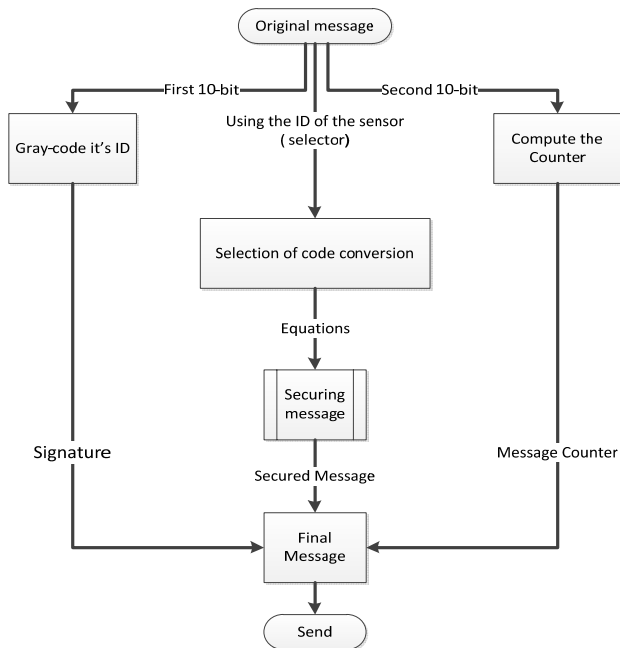 Original message
First 10-bit
Second 10-bit
Using the ID of the sensor
( selector)
Gray-code it's ID
Compute the
Counter
Selection of code conversion
Equations
Securing
message
Signature
Message Counter
Secured Message
Final
Message
Send